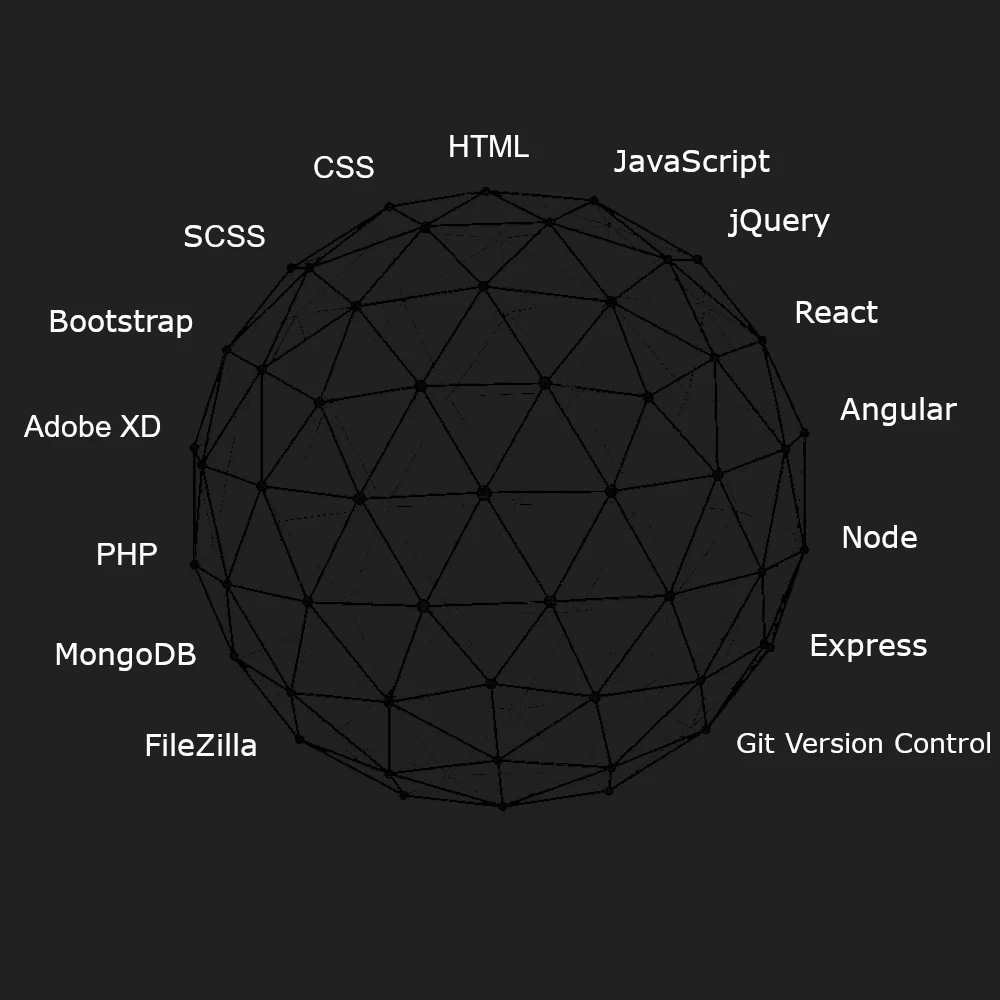 HTML
JavaScript
CSS
jQuery
SCSS
React
Bootstrap
Angular
Adobe XD
Node
PHP
Express
MongoDB
Git Version Control
FileZilla